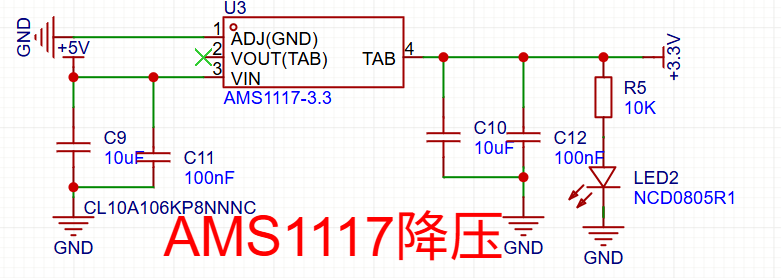 U3
GND
1
ADJ(GND)
+5V
2
VOUT(TAB)
TAB
4
3
VIN
+3.3V
AMS1117-3.3
R5
10K
C9
10uF
C11
100nF
C10
10uF
C12
100nF
LED2
NCD0805R1
CL10A106KP8NNNC
AMS1117降压
GND
GND
GND